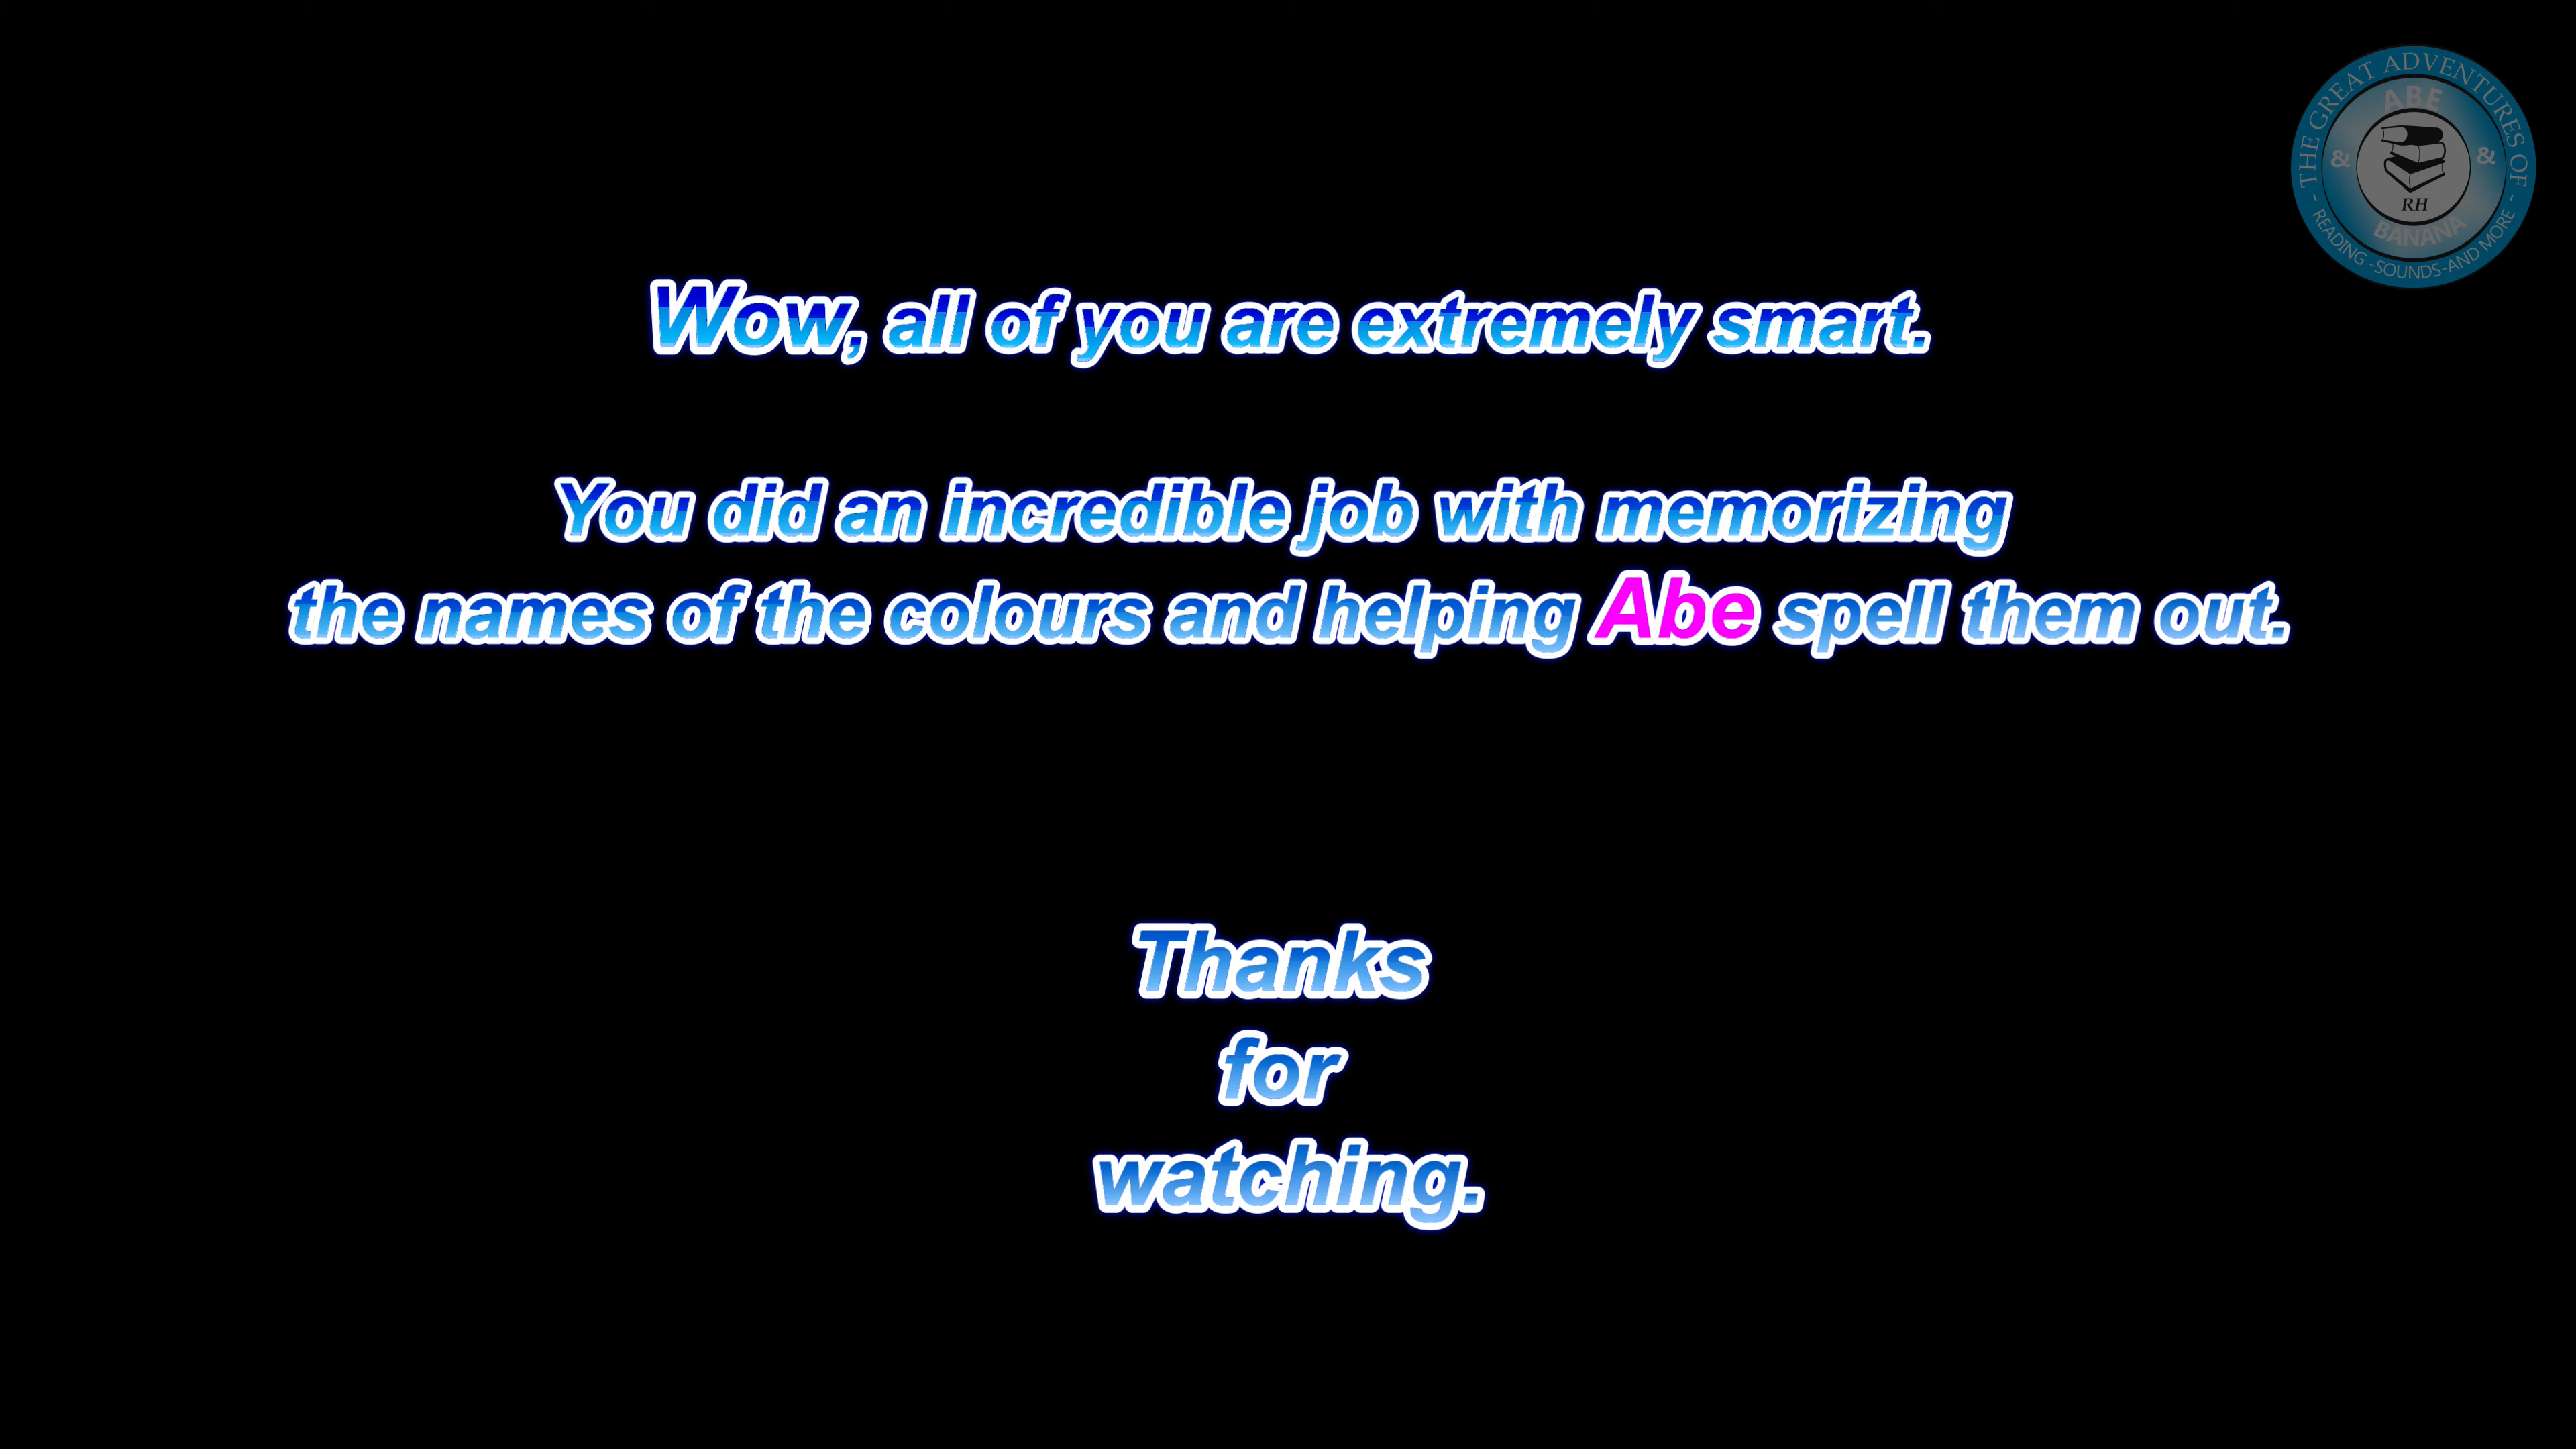 THE GREAT ADVENTURES OF
ABE
& &
RH
BANANA
- READING -SOUNDS-AND MORE -
Wow, all of you are extremely smart.
You did an incredible job with memorizing
the names of the colours and helping Abe spell them out.
Thanks
for
watching.